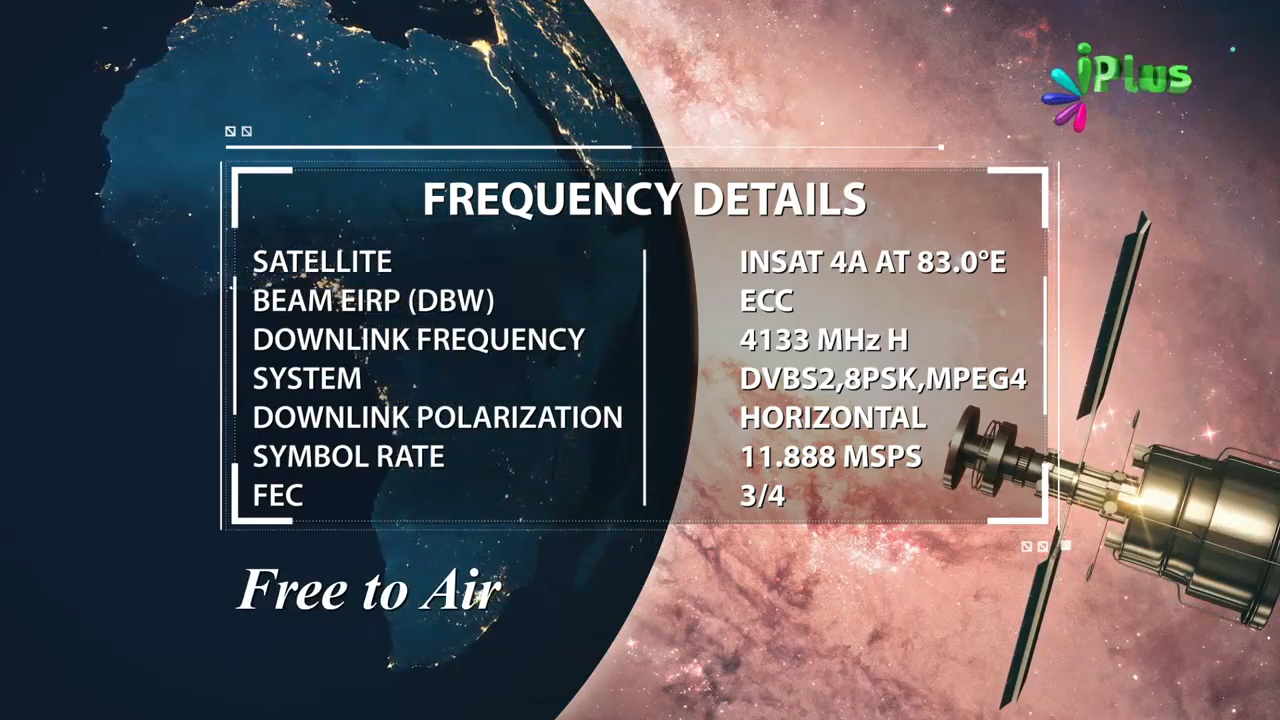 iPlus
FREQUENCY DETAILS
SATELLITE INSAT 4A AT 83.0°E
BEAM EIRP (DBW) ECC
DOWNLINK FREQUENCY 4133 MHz H
SYSTEM DVBS2,8PSK,MPEG4
DOWNLINK POLARIZATION HORIZONTAL
SYMBOL RATE 11.888 MSPS
FEC 3/4
Free to Air